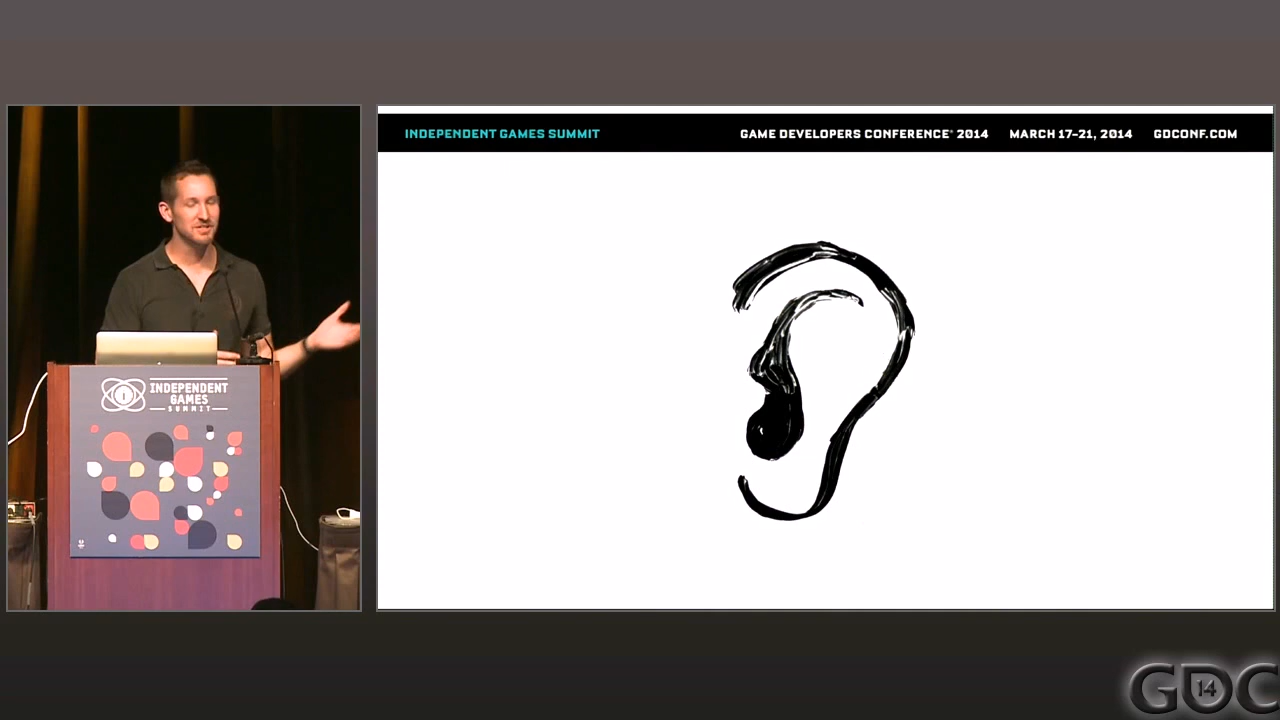 INDEPENDENT GAMES SUMMIT
GAME DEVELOPERS CONFERENCE® 2014 MARCH 17-21, 2014 GDCONF.COM
INDEPENDENT
GAMES
SUMMIT
GDC
14